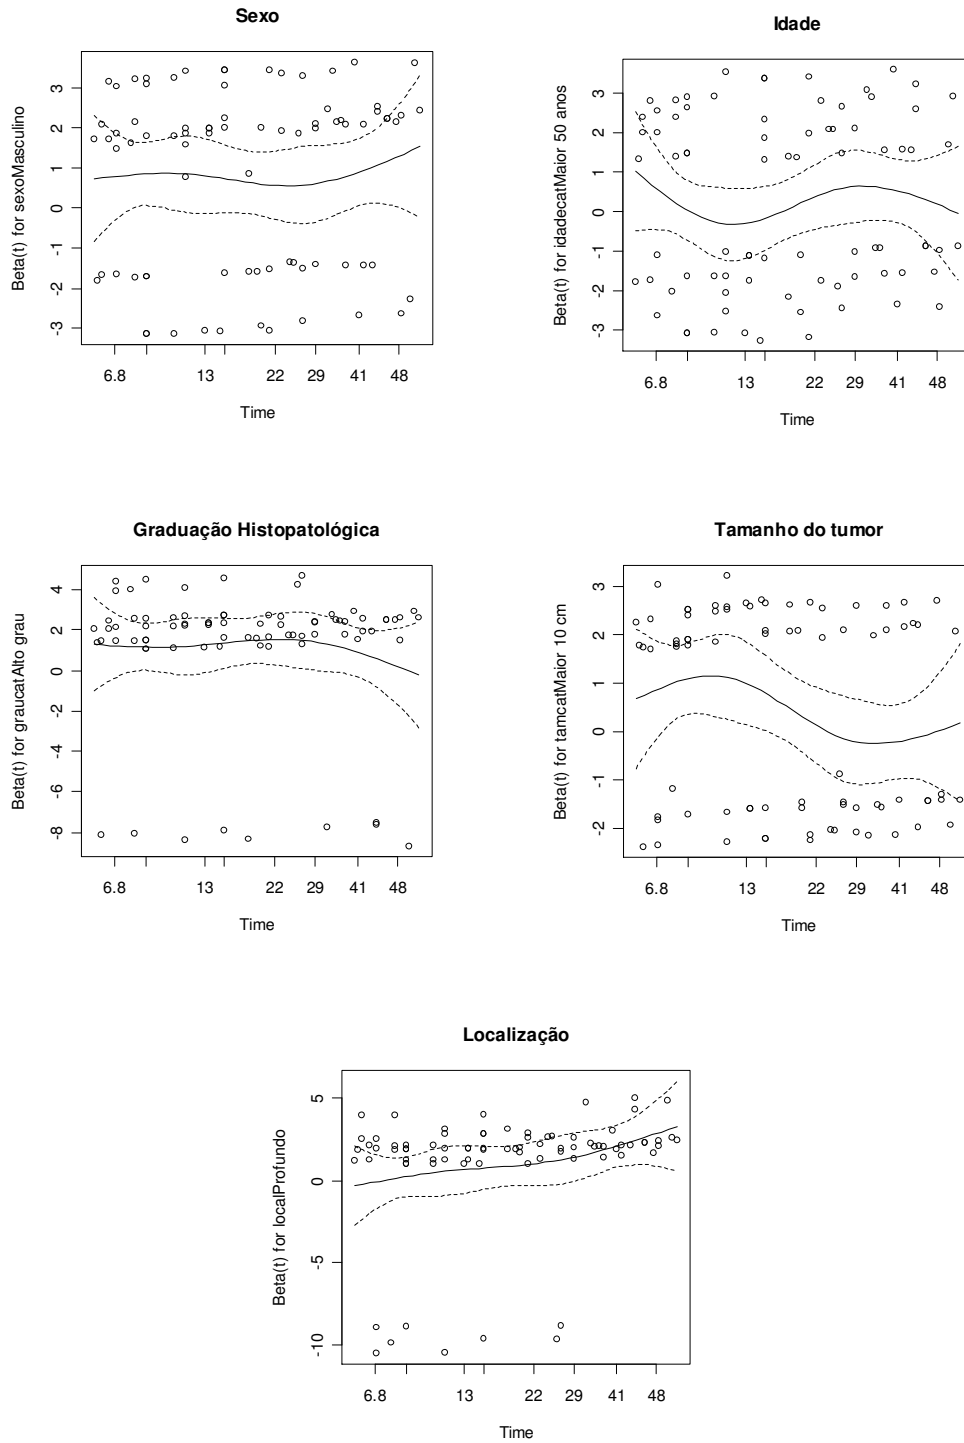 Sexo
Beta(t) for sexoMasculino
3
2
1
0
-1
-2
-3
6.8 13 22 29 41 48
Time
Idade
Beta(t) for idadecatMaior 50 anos
3
2
1
0
-1
-2
-3
6.8 13 22 29 41 48
Time
Graduação Histopatológica
Beta(t) for graucatAlto grau
4
2
0
-2
-4
-6
-8
6.8 13 22 29 41 48
Time
Tamanho do tumor
Beta(t) for tamcatMaior 10 cm
3
2
1
0
-1
-2
6.8 13 22 29 41 48
Time
Localização
Beta(t) for localProfundo
5
0
-5
-10
6.8 13 22 29 41 48
Time